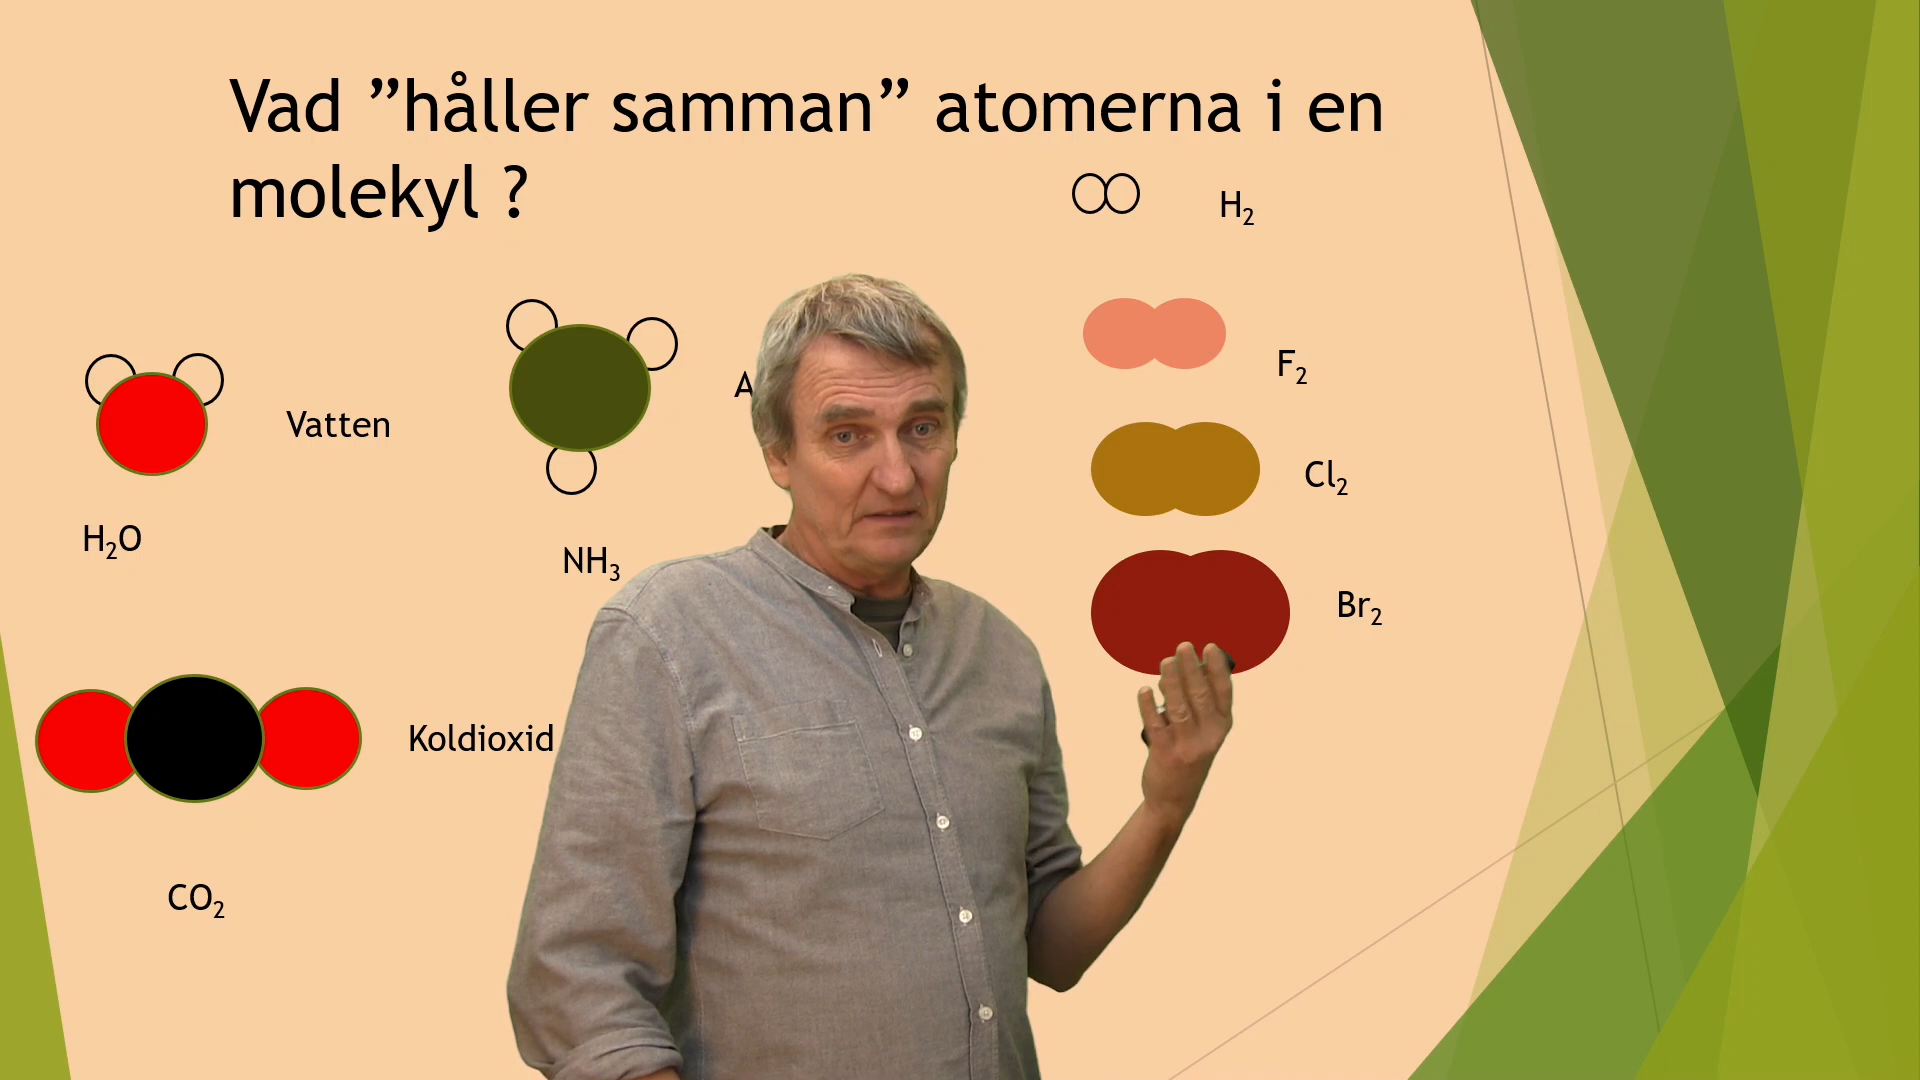 Vad ”håller samman” atomerna i en
molekyl ?
H₂
F₂
Vatten
Cl₂
H₂O
NH₃
Br₂
Koldioxid
CO₂